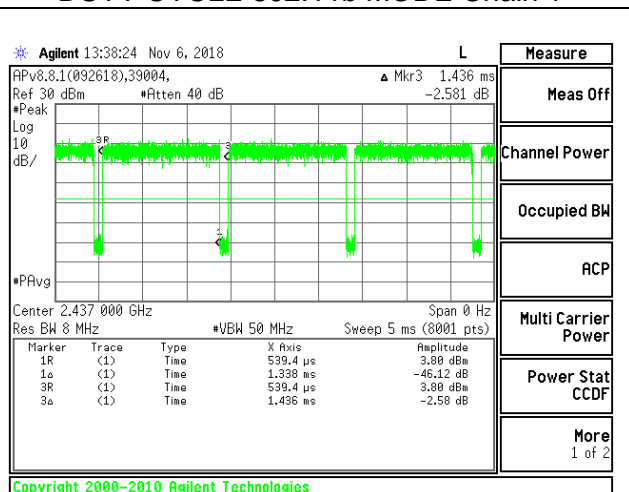 Agilent 13:38:24 Nov 6, 2018 L Measure
APv8.8.1(092618),39004, Δ Mkr3 1.436 ms
Ref 30 dBm #Atten 40 dB -2.581 dB
#Peak
Log
10
dB/
3R
3
1
#PAvg
Center 2.437 000 GHz Span 0 Hz
Res BW 8 MHz #VBW 50 MHz Sweep 5 ms (8001 pts)
Marker Trace Type X Axis Amplitude
1R (1) Time 539.4 µs 3.80 dBm
1Δ (1) Time 1.338 ms -46.12 dB
3R (1) Time 539.4 µs 3.80 dBm
3Δ (1) Time 1.436 ms -2.58 dB
Meas Off
Channel Power
Occupied BW
ACP
Multi Carrier
Power
Power Stat
CCDF
More
1 of 2
Copyright 2000-2010 Agilent Technologies